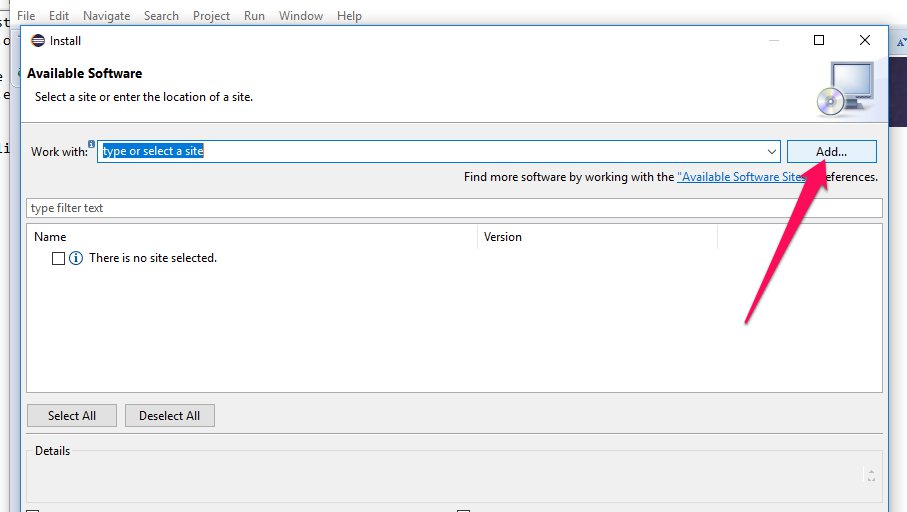 File Edit Navigate Search Project Run Window Help
Install
Available Software
Select a site or enter the location of a site.
Work with: type or select a site Add...
Find more software by working with the "Available Software Sites
type filter text
Name Version
There is no site selected.
Select All Deselect All
Details